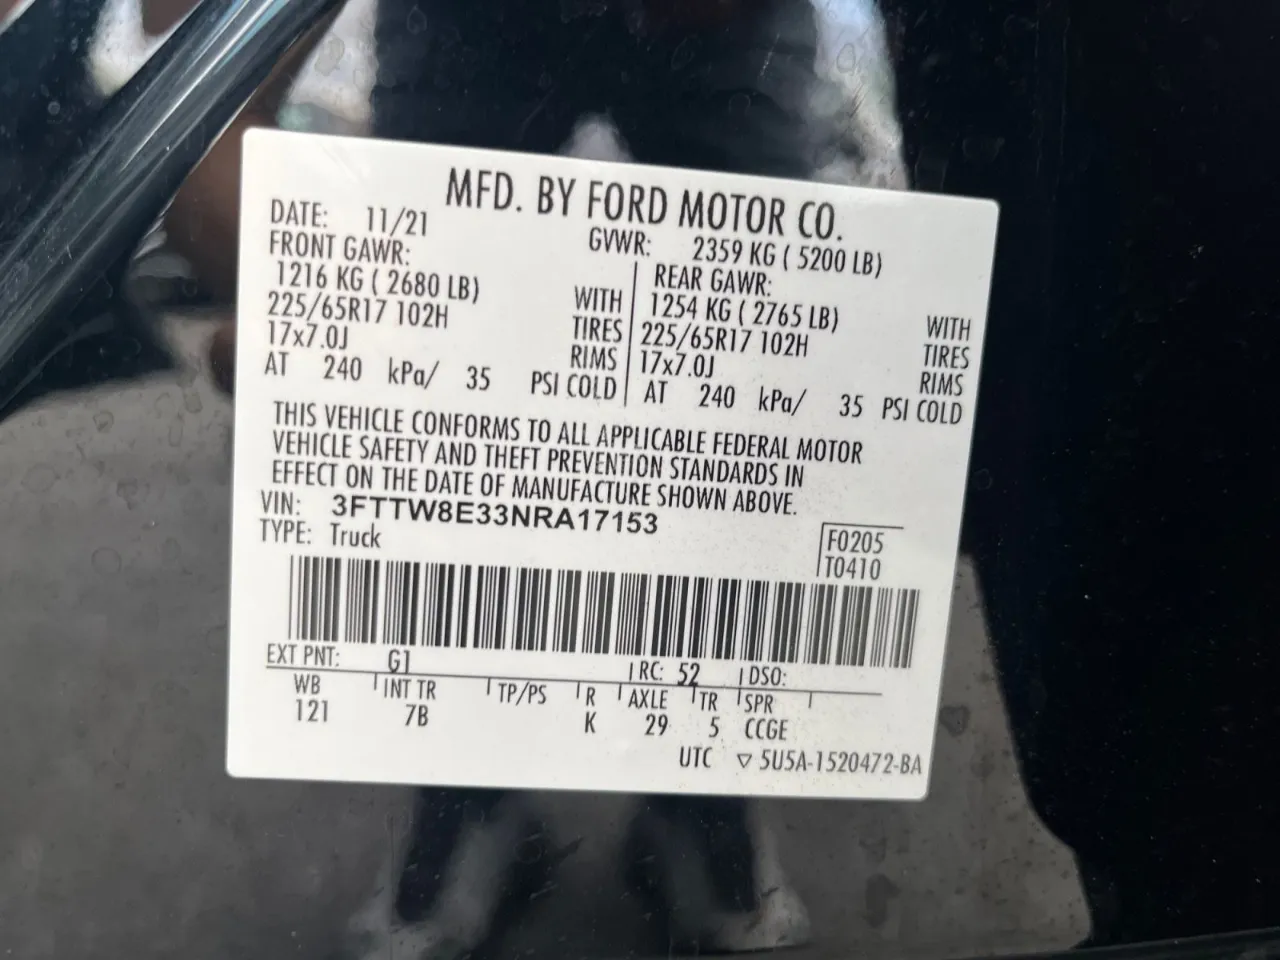 MFD. BY FORD MOTOR CO.
DATE: 11/21 GVWR: 2359 KG ( 5200 LB)
FRONT GAWR: REAR GAWR:
1216 KG ( 2680 LB) WITH 1254 KG ( 2765 LB) WITH
225/65R17 102H TIRES 225/65R17 102H TIRES
17x7.0J RIMS 17x7.0J RIMS
AT 240 kPa/ 35 PSI COLD AT 240 kPa/ 35 PSI COLD
THIS VEHICLE CONFORMS TO ALL APPLICABLE FEDERAL MOTOR
VEHICLE SAFETY AND THEFT PREVENTION STANDARDS IN
EFFECT ON THE DATE OF MANUFACTURE SHOWN ABOVE.
VIN: 3FTTW8E33NRA17153
TYPE: Truck
F0205
T0410
EXT PNT: G1 RC: 52 DSO:
WB INT TR TP/PS R AXLE TR SPR
121 7B K 29 5 CCGE
UTC ▽ 5U5A-1520472-BA